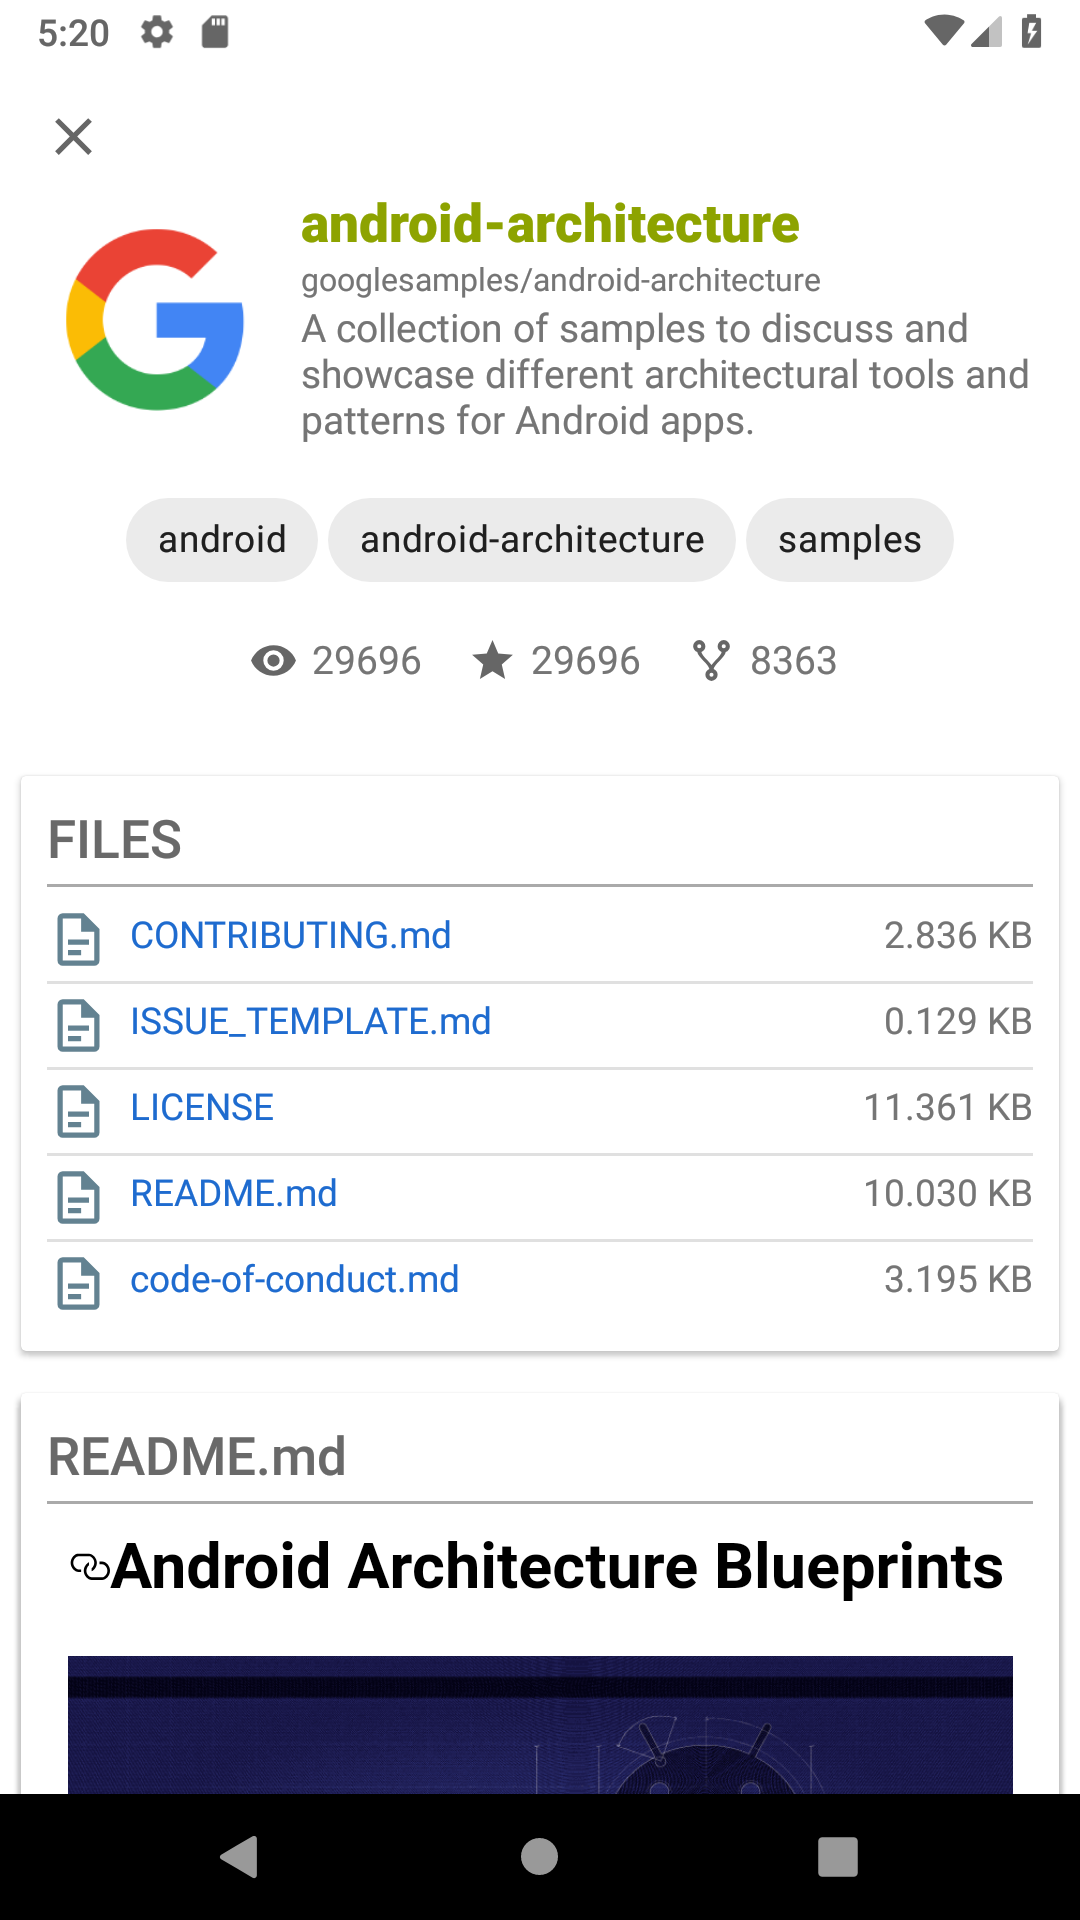 5:20
android-architecture
googlesamples/android-architecture
A collection of samples to discuss and
showcase different architectural tools and
patterns for Android apps.
android android-architecture samples
29696 29696 8363
FILES
CONTRIBUTING.md 2.836 KB
ISSUE_TEMPLATE.md 0.129 KB
LICENSE 11.361 KB
README.md 10.030 KB
code-of-conduct.md 3.195 KB
README.md
Android Architecture Blueprints